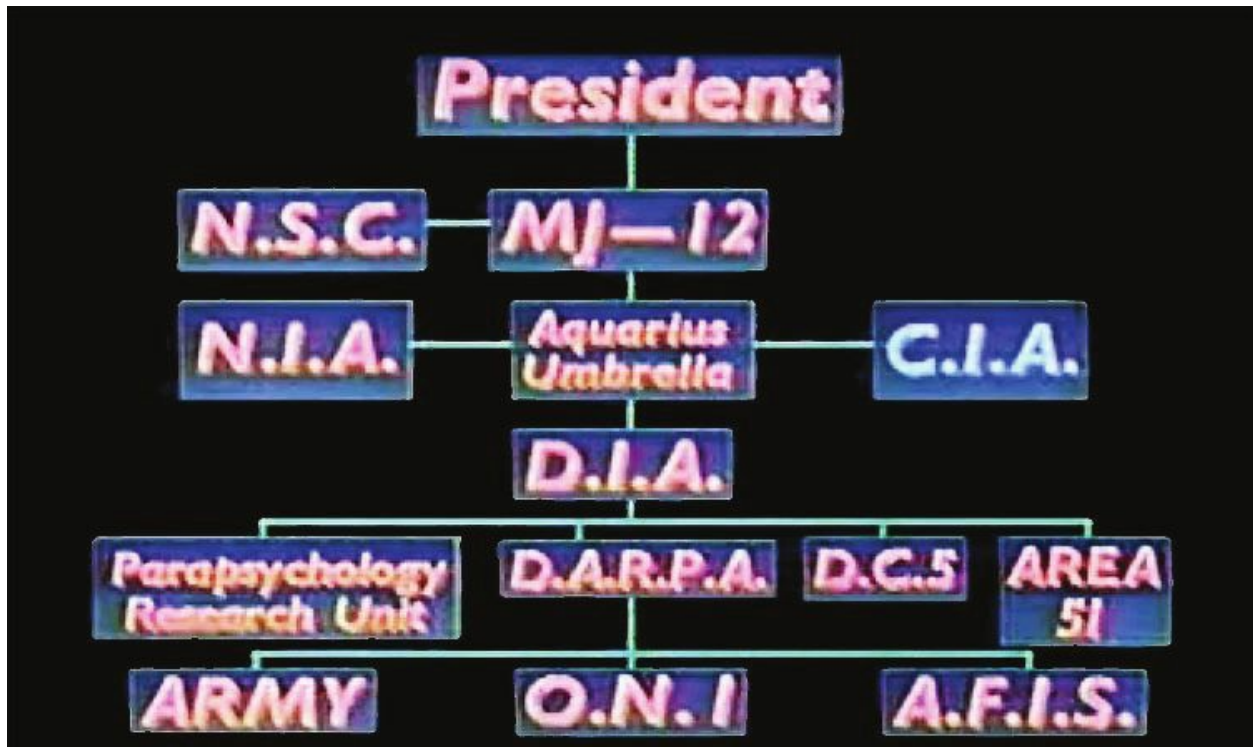 President
N.S.C.
MJ—12
N.I.A.
Aquarius
Umbrella
C.I.A.
D.I.A.
Parapsychology
Research Unit
D.A.R.P.A.
D.C.5
AREA
51
ARMY
O.N.I
A.F.I.S.